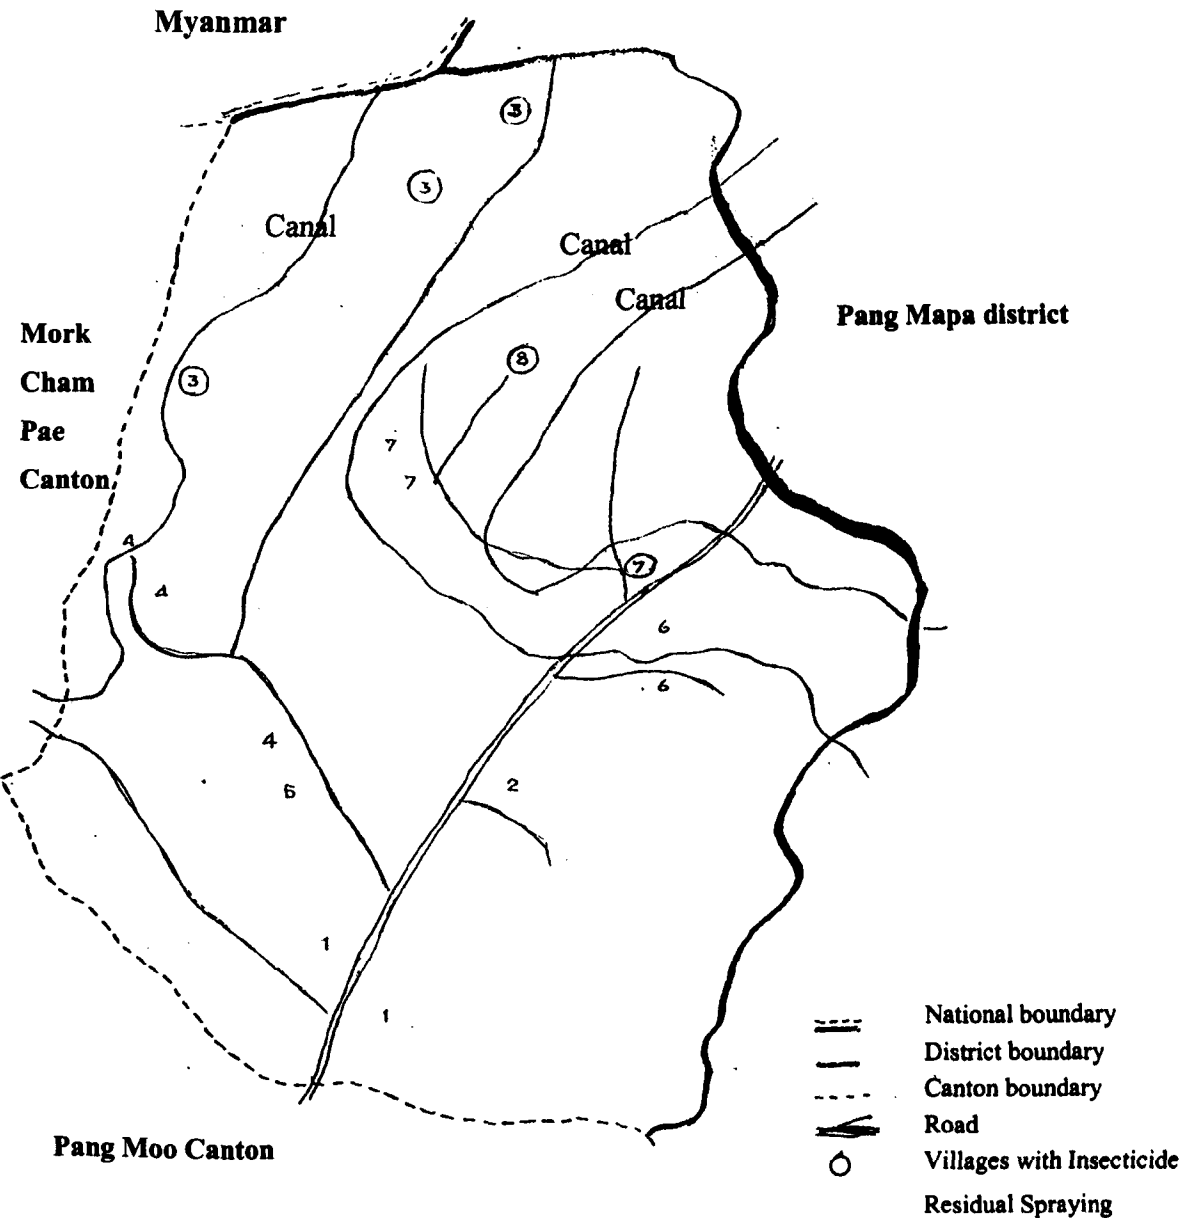 Myanmar
3
3
Canal
Canal
Canal
Pang Mapa district
Mork
Cham
Pae
Canton
3
8
7
7
4
4
7
6
6
4
5
2
1
1
National boundary
District boundary
Canton boundary
Road
Villages with Insecticide
Residual Spraying
Pang Moo Canton